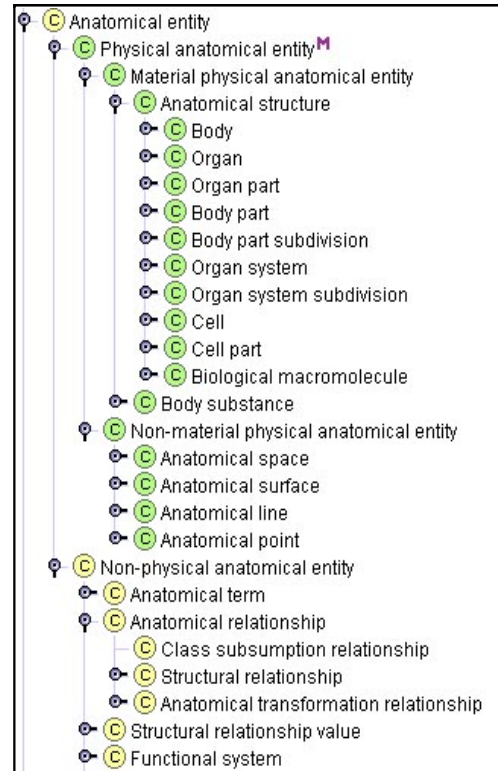 C Anatomical entity
C Physical anatomical entity M
C Material physical anatomical entity
C Anatomical structure
C Body
C Organ
C Organ part
C Body part
C Body part subdivision
C Organ system
C Organ system subdivision
C Cell
C Cell part
C Biological macromolecule
C Body substance
C Non-material physical anatomical entity
C Anatomical space
C Anatomical surface
C Anatomical line
C Anatomical point
C Non-physical anatomical entity
C Anatomical term
C Anatomical relationship
C Class subsumption relationship
C Structural relationship
C Anatomical transformation relationship
C Structural relationship value
C Functional system